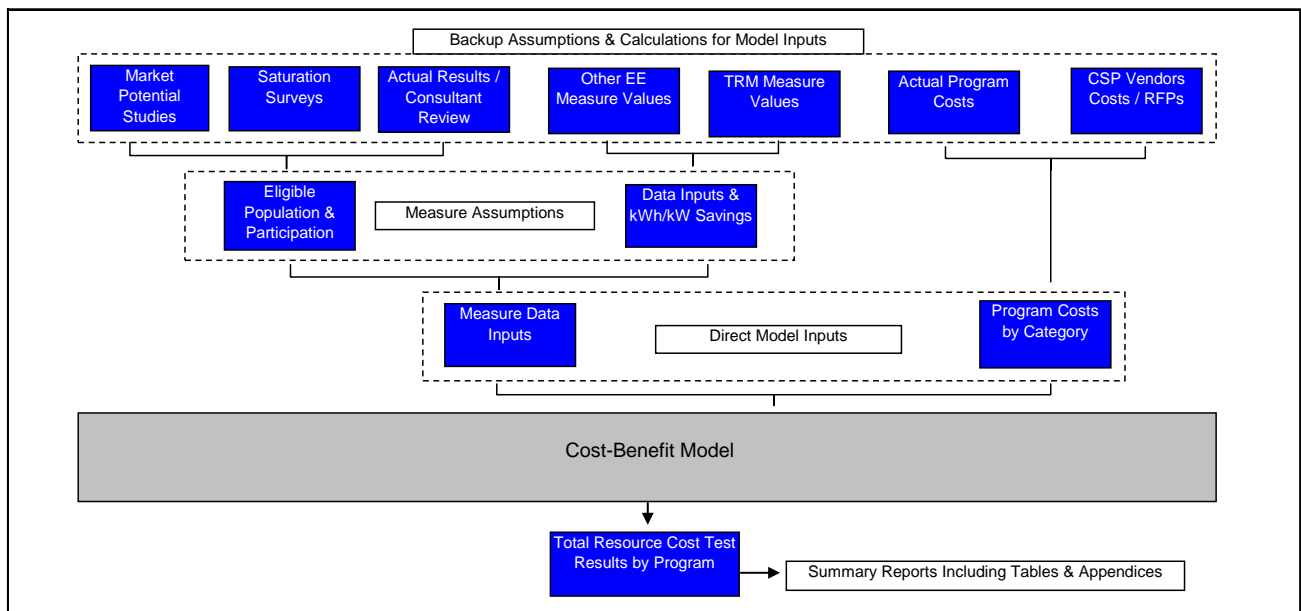 Backup Assumptions & Calculations for Model Inputs
Market
Potential
Studies
Saturation
Surveys
Actual Results /
Consultant
Review
Other EE
Measure Values
TRM Measure
Values
Actual Program
Costs
CSP Vendors
Costs / RFPs
Eligible
Population &
Participation
Measure Assumptions
Data Inputs &
kWh/kW Savings
Measure Data
Inputs
Direct Model Inputs
Program Costs
by Category
Cost-Benefit Model
Total Resource Cost Test
Results by Program
Summary Reports Including Tables & Appendices